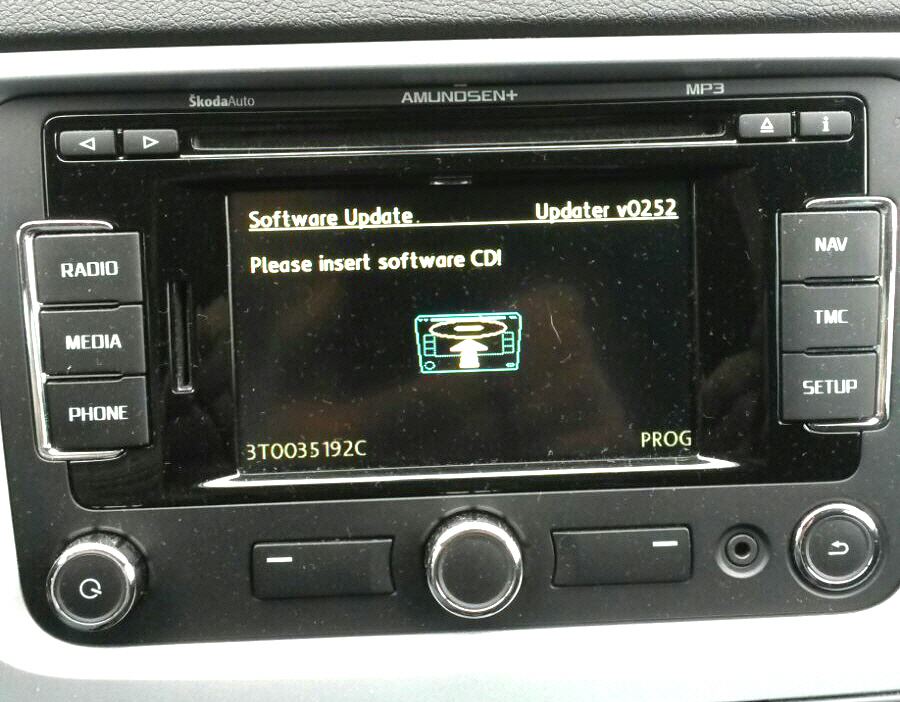 ŠkodaAuto
AMUNDSEN+
MP3
i
Software Update
Updater v0252
Please insert software CD!
RADIO
MEDIA
PHONE
NAV
TMC
SETUP
3T0035192C
PROG